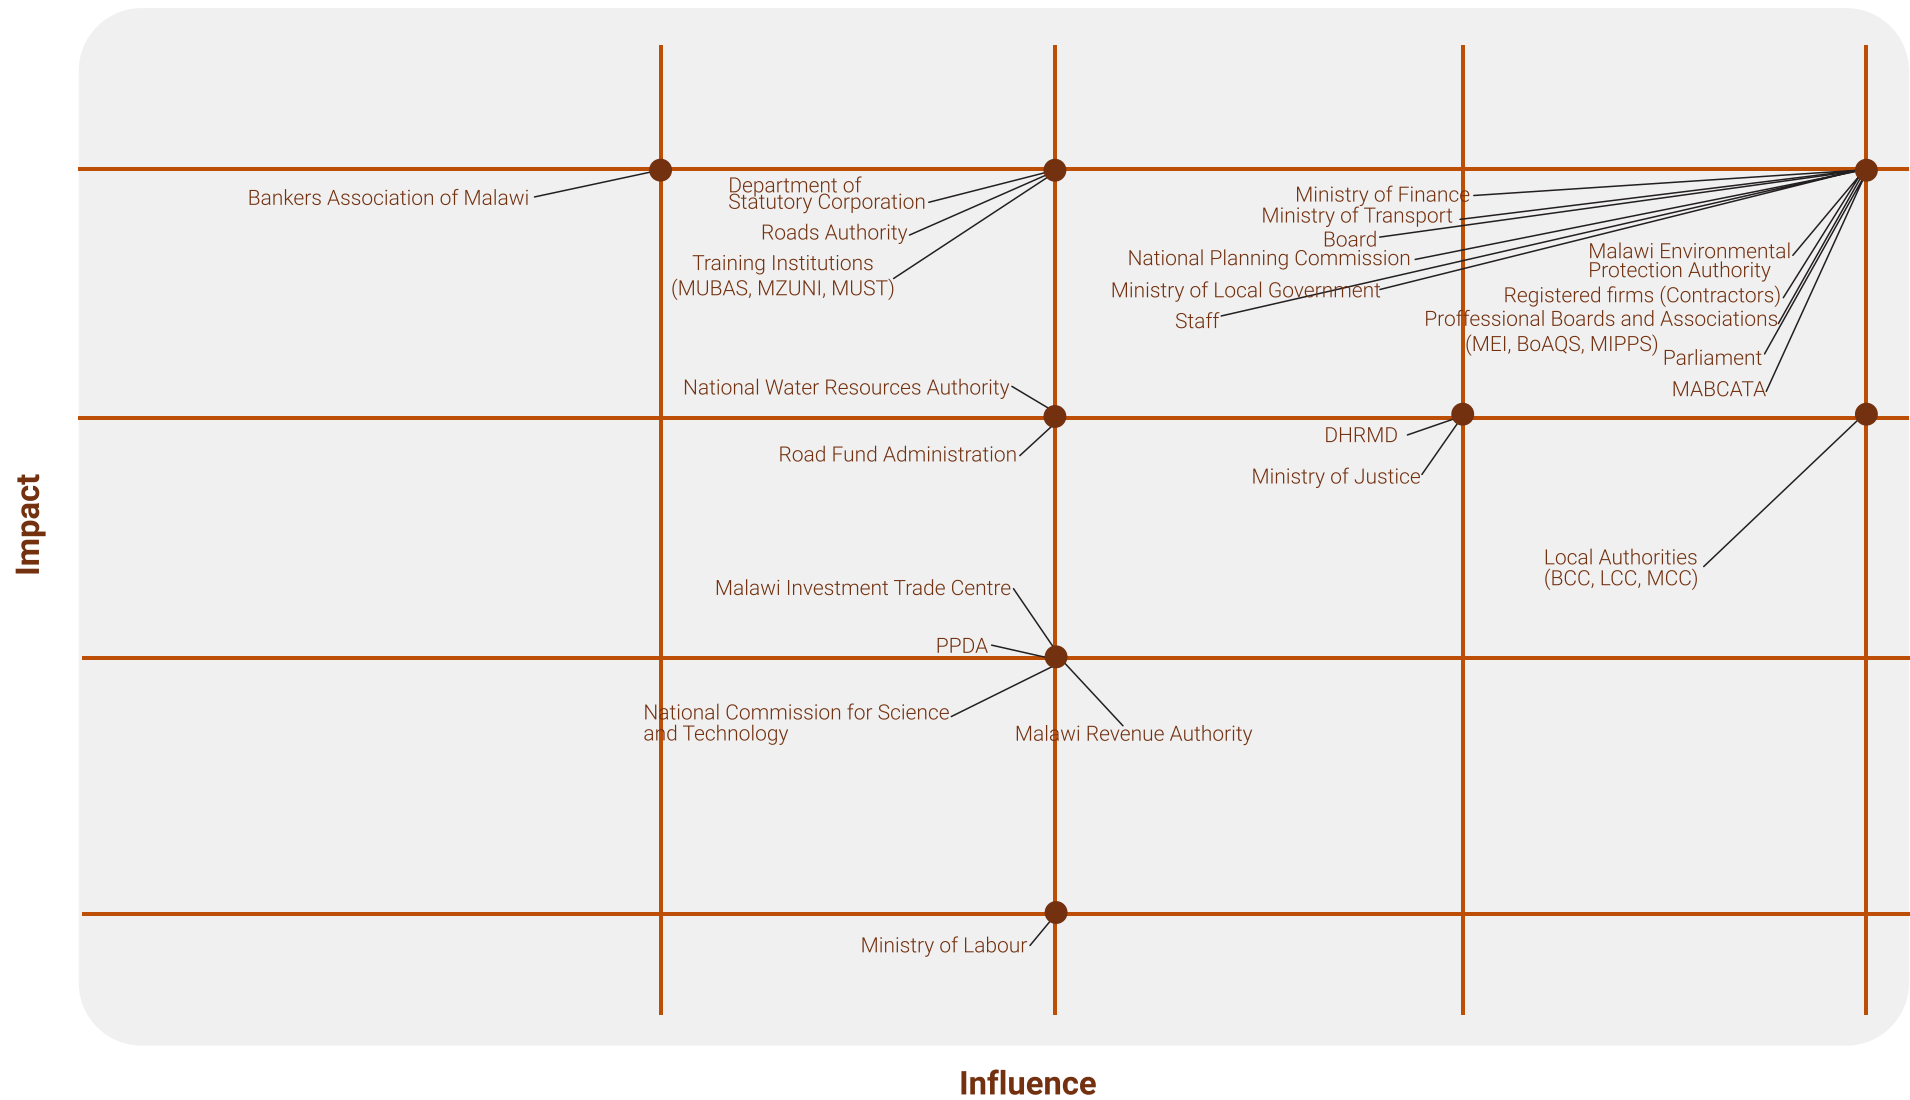 Bankers Association of Malawi
Department of
Statutory Corporation
Roads Authority
Training Institutions
(MUBAS, MZUNI, MUST)
Ministry of Finance
Ministry of Transport
Board
National Planning Commission
Ministry of Local Government
Staff
Malawi Environmental
Protection Authority
Registered firms (Contractors)
Proffessional Boards and Associations
(MEI, BoAQS, MIPPS)
Parliament
MABCATA
National Water Resources Authority
Road Fund Administration
DHRMD
Ministry of Justice
Local Authorities
(BCC, LCC, MCC)
Impact
Malawi Investment Trade Centre
PPDA
National Commission for Science
and Technology
Malawi Revenue Authority
Ministry of Labour
Influence